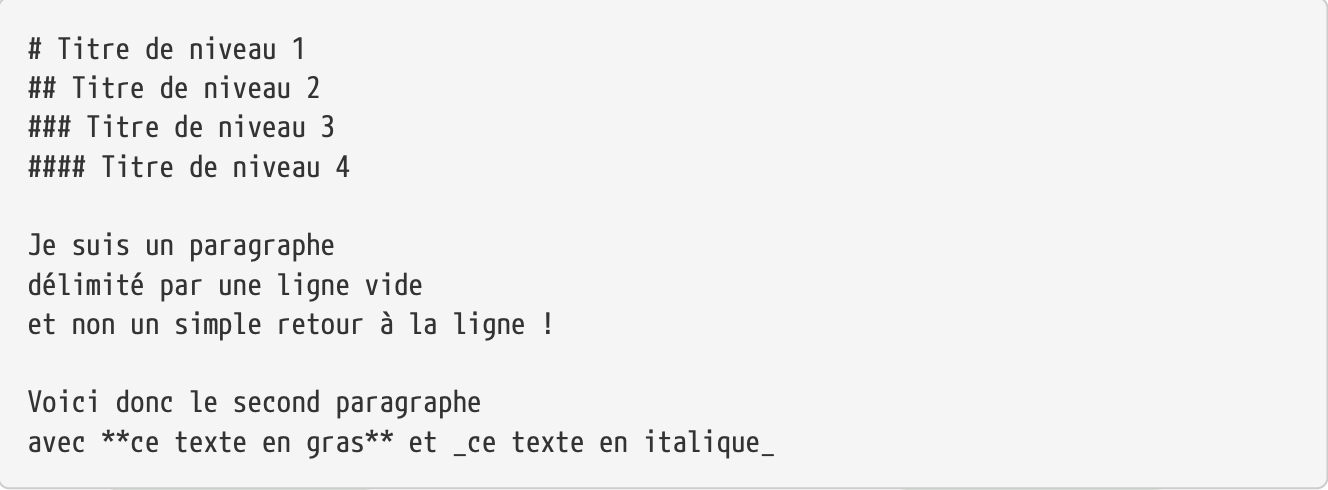 # Titre de niveau 1
## Titre de niveau 2
### Titre de niveau 3
#### Titre de niveau 4

Je suis un paragraphe
délimité par une ligne vide
et non un simple retour à la ligne !

Voici donc le second paragraphe
avec **ce texte en gras** et _ce texte en italique_